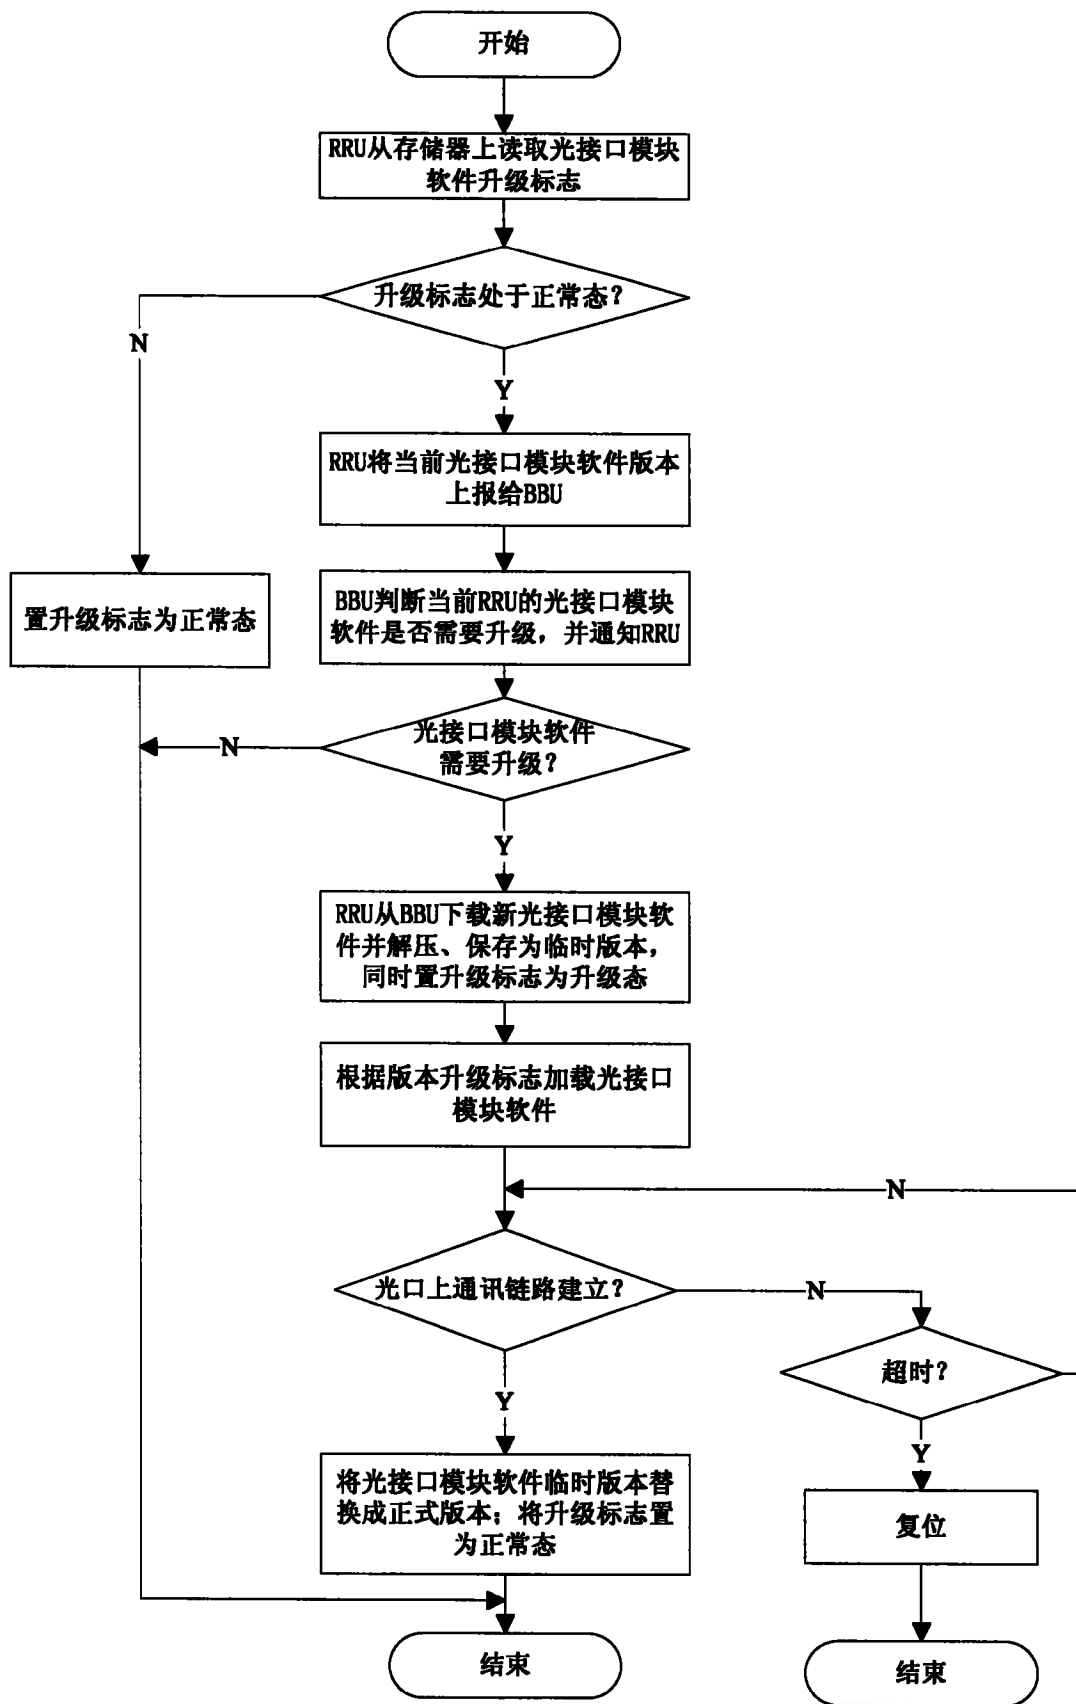 开始
RRU从存储器上读取光接口模块
软件升级标志
升级标志处于正常态？
N
Y
RRU将当前光接口模块软件版本
上报给BBU
置升级标志为正常态
BBU判断当前RRU的光接口模块
软件是否需要升级，并通知RRU
光接口模块软件
需要升级？
N
Y
RRU从BBU下载新光接口模块软
件并解压、保存为临时版本，
同时置升级标志为升级态
根据版本升级标志加载光接口
模块软件
N
光口上通讯链路建立？
N
超时？
Y
Y
将光接口模块软件临时版本替
换成正式版本；将升级标志置
为正常态
复位
结束
结束